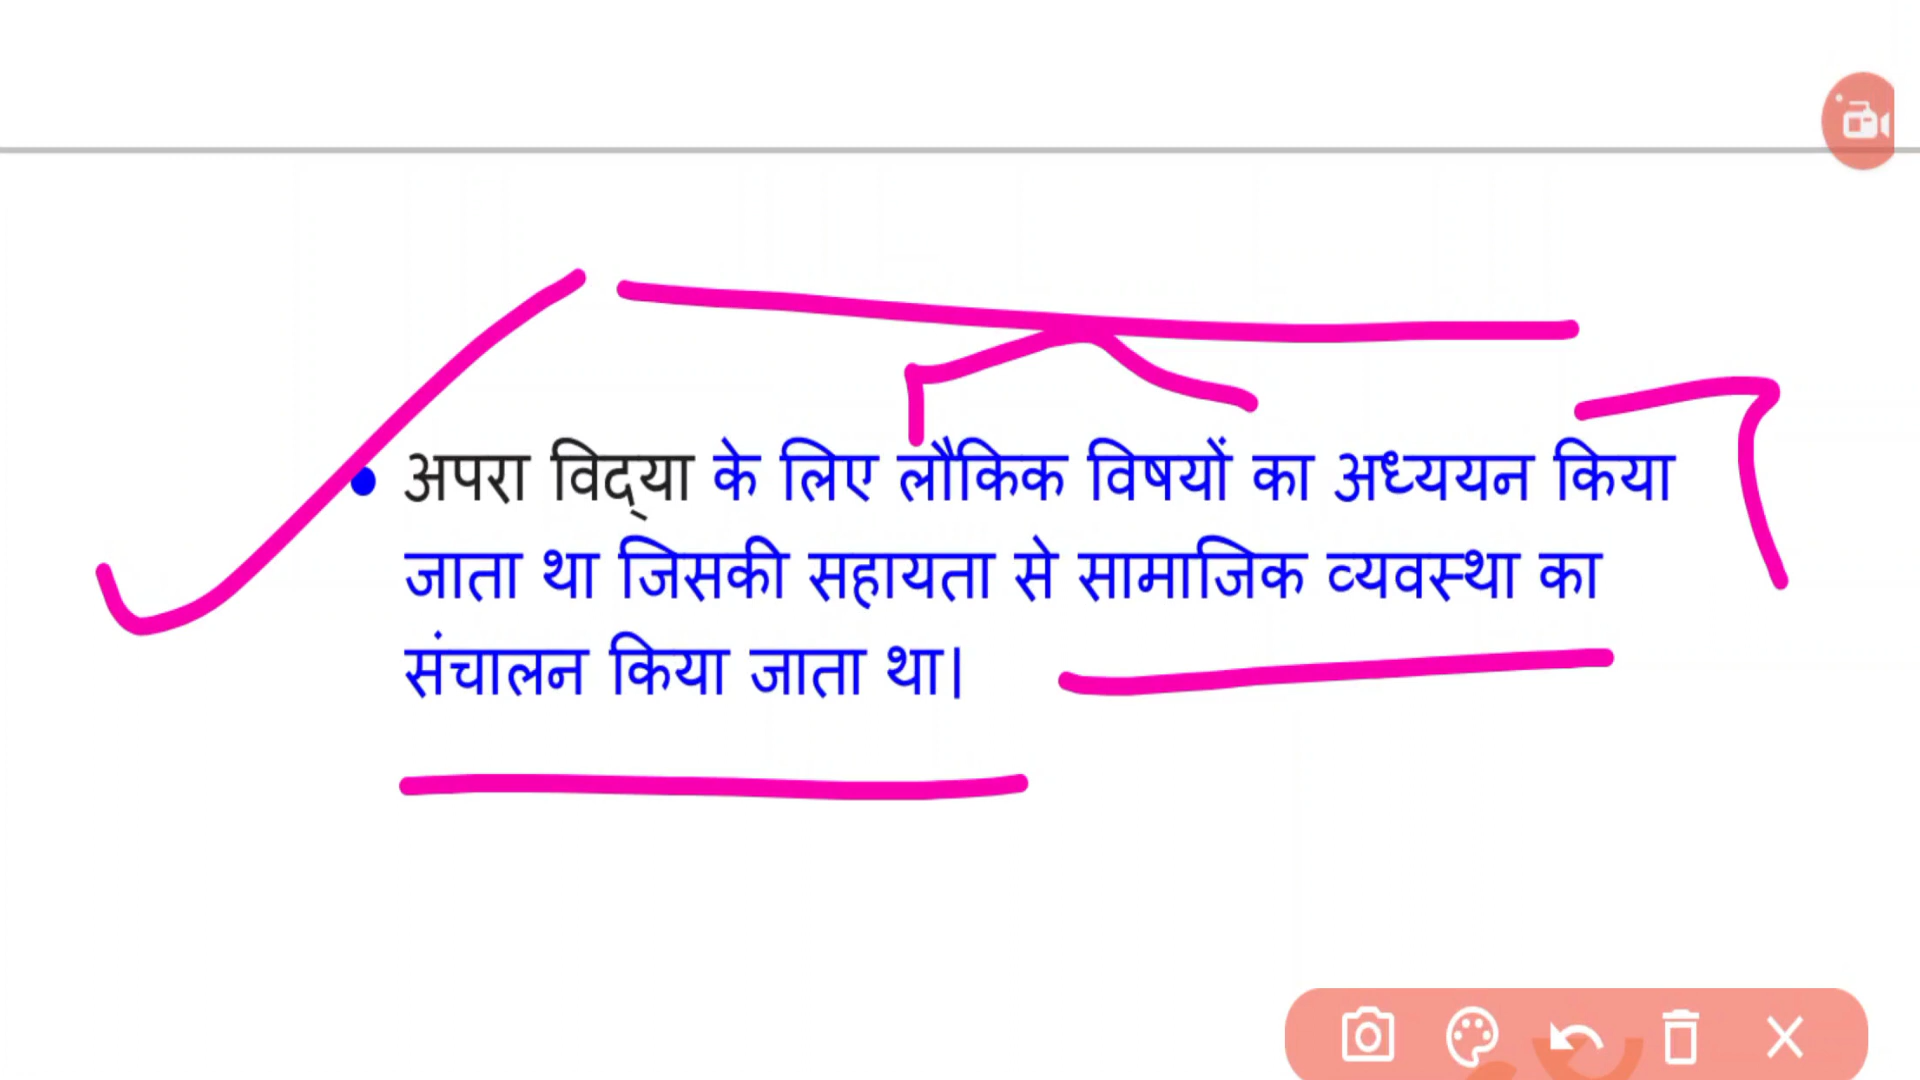 • अपरा विद्‌या के लिए लौकिक विषयों का अध्ययन किया
जाता था जिसकी सहायता से सामाजिक व्यवस्था का
संचालन किया जाता था।